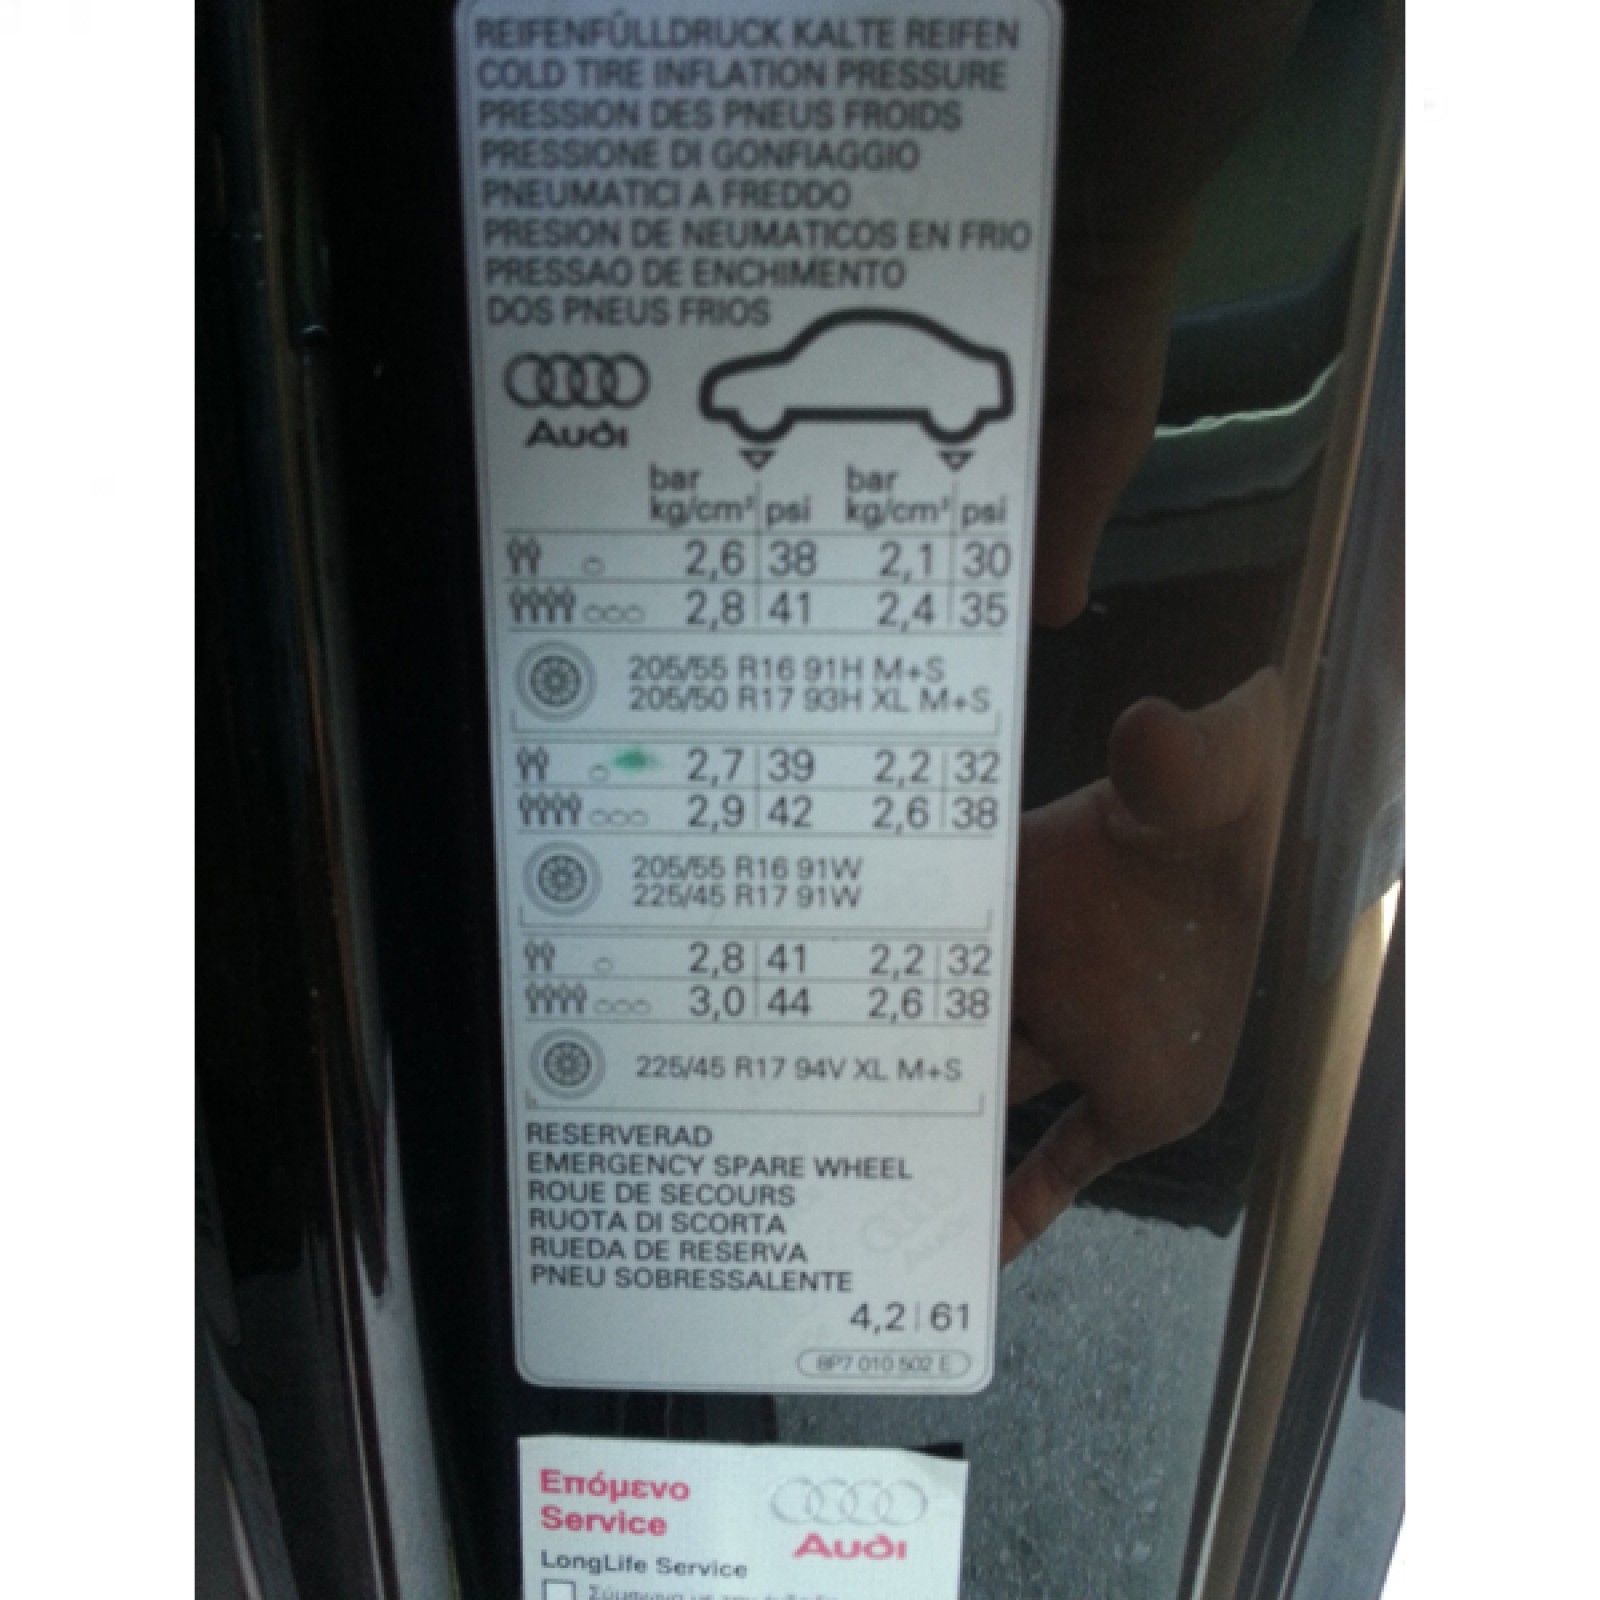 REIFENFÜLLDRUCK KALTE REIFEN
COLD TIRE INFLATION PRESSURE
PRESSION DES PNEUS FROIDS
PRESSIONE DI GONFIAGGIO
PNEUMATICI A FREDDO
PRESION DE NEUMATICOS EN FRIO
PRESSAO DE ENCHIMENTO
DOS PNEUS FRIOS
Audi
bar bar
kg/cm² psi kg/cm² psi
2,6 38 2,1 30
2,8 41 2,4 35
205/55 R16 91H M+S
205/50 R17 93H XL M+S
2,7 39 2,2 32
2,9 42 2,6 38
205/55 R16 91W
225/45 R17 91W
2,8 41 2,2 32
3,0 44 2,6 38
225/45 R17 94V XL M+S
RESERVERAD
EMERGENCY SPARE WHEEL
ROUE DE SECOURS
RUOTA DI SCORTA
RUEDA DE RESERVA
PNEU SOBRESSALENTE
4,2 61
8P7 010 502 E
Επόμενο
Service
Audi
LongLife Service